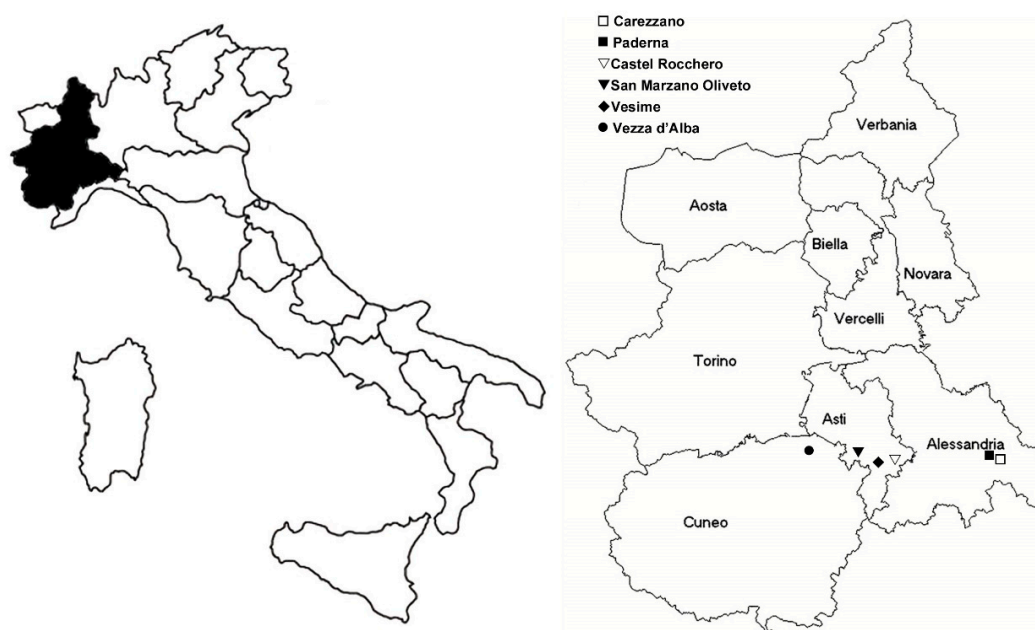 Carezzano
Paderna
Castel Rocchero
San Marzano Oliveto
Vesime
Vezza d'Alba
Verbania
Aosta
Biella
Novara
Vercelli
Torino
Asti
Alessandria
Cuneo